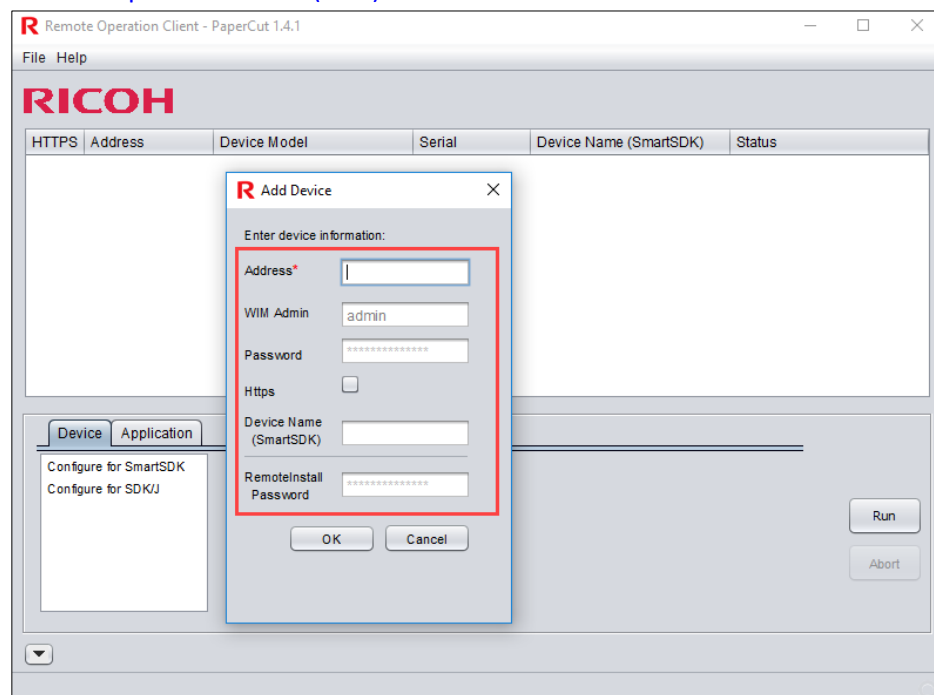 Remote Operation Client - PaperCut 1.4.1
File Help
RICOH
HTTPS Address Device Model Serial Device Name (SmartSDK) Status
Add Device
Enter device information:
Address*
WIM Admin admin
Password **************
Https
Device Name
(SmartSDK)
RemoteInstall
Password **************
OK Cancel
Device Application
Configure for SmartSDK
Configure for SDK/J
Run
Abort